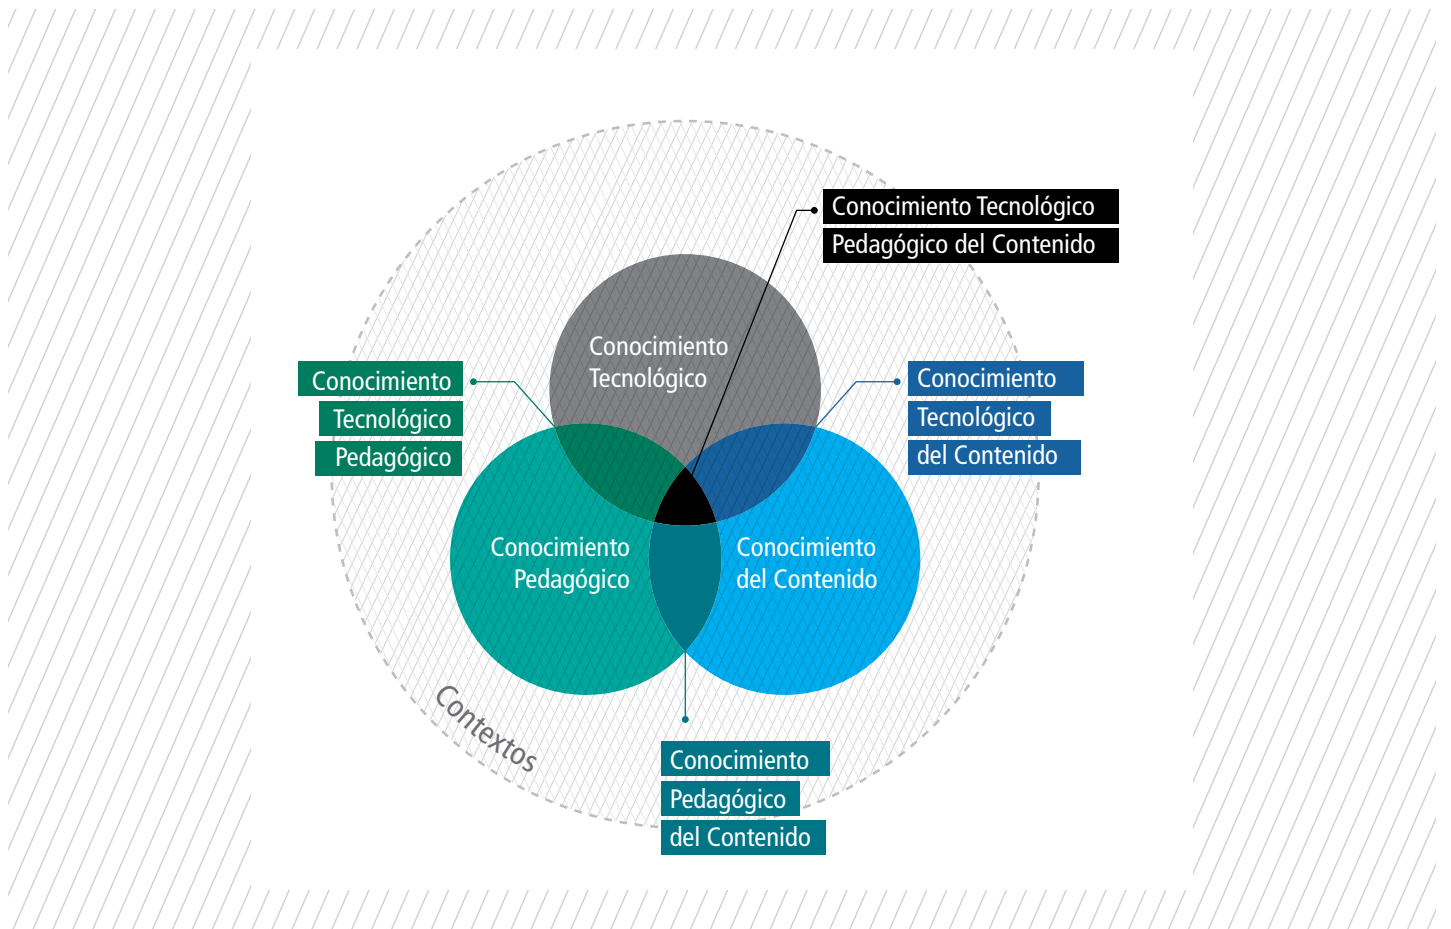 Conocimiento Tecnológico
Pedagógico del Contenido
Conocimiento
Tecnológico
Conocimiento
Tecnológico
Pedagógico
Conocimiento
Tecnológico
del Contenido
Conocimiento
Pedagógico
Conocimiento
del Contenido
Contextos
Conocimiento
Pedagógico
del Contenido